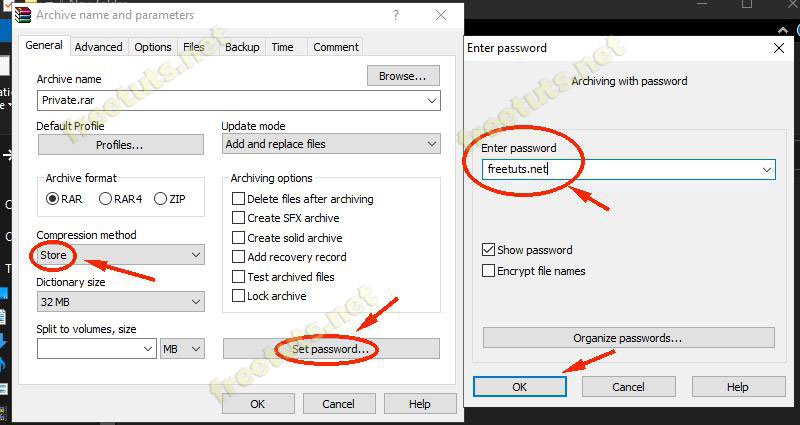 Archive name and parameters
General
Advanced
Options
Files
Backup
Time
Comment
Archive name
Browse...
Private.rar
Default Profile
Profiles...
Update mode
Add and replace files
Archive format
RAR
RAR4
ZIP
Compression method
Store
Dictionary size
32 MB
Split to volumes, size
MB
Archiving options
Delete files after archiving
Create SFX archive
Create solid archive
Add recovery record
Test archived files
Lock archive
Set password...
OK
Cancel
Help
Enter password
Archiving with password
Enter password
freetuts.net
Show password
Encrypt file names
Organize passwords...
OK
Cancel
Help
freetuts.net
freetuts.net
freetuts.net